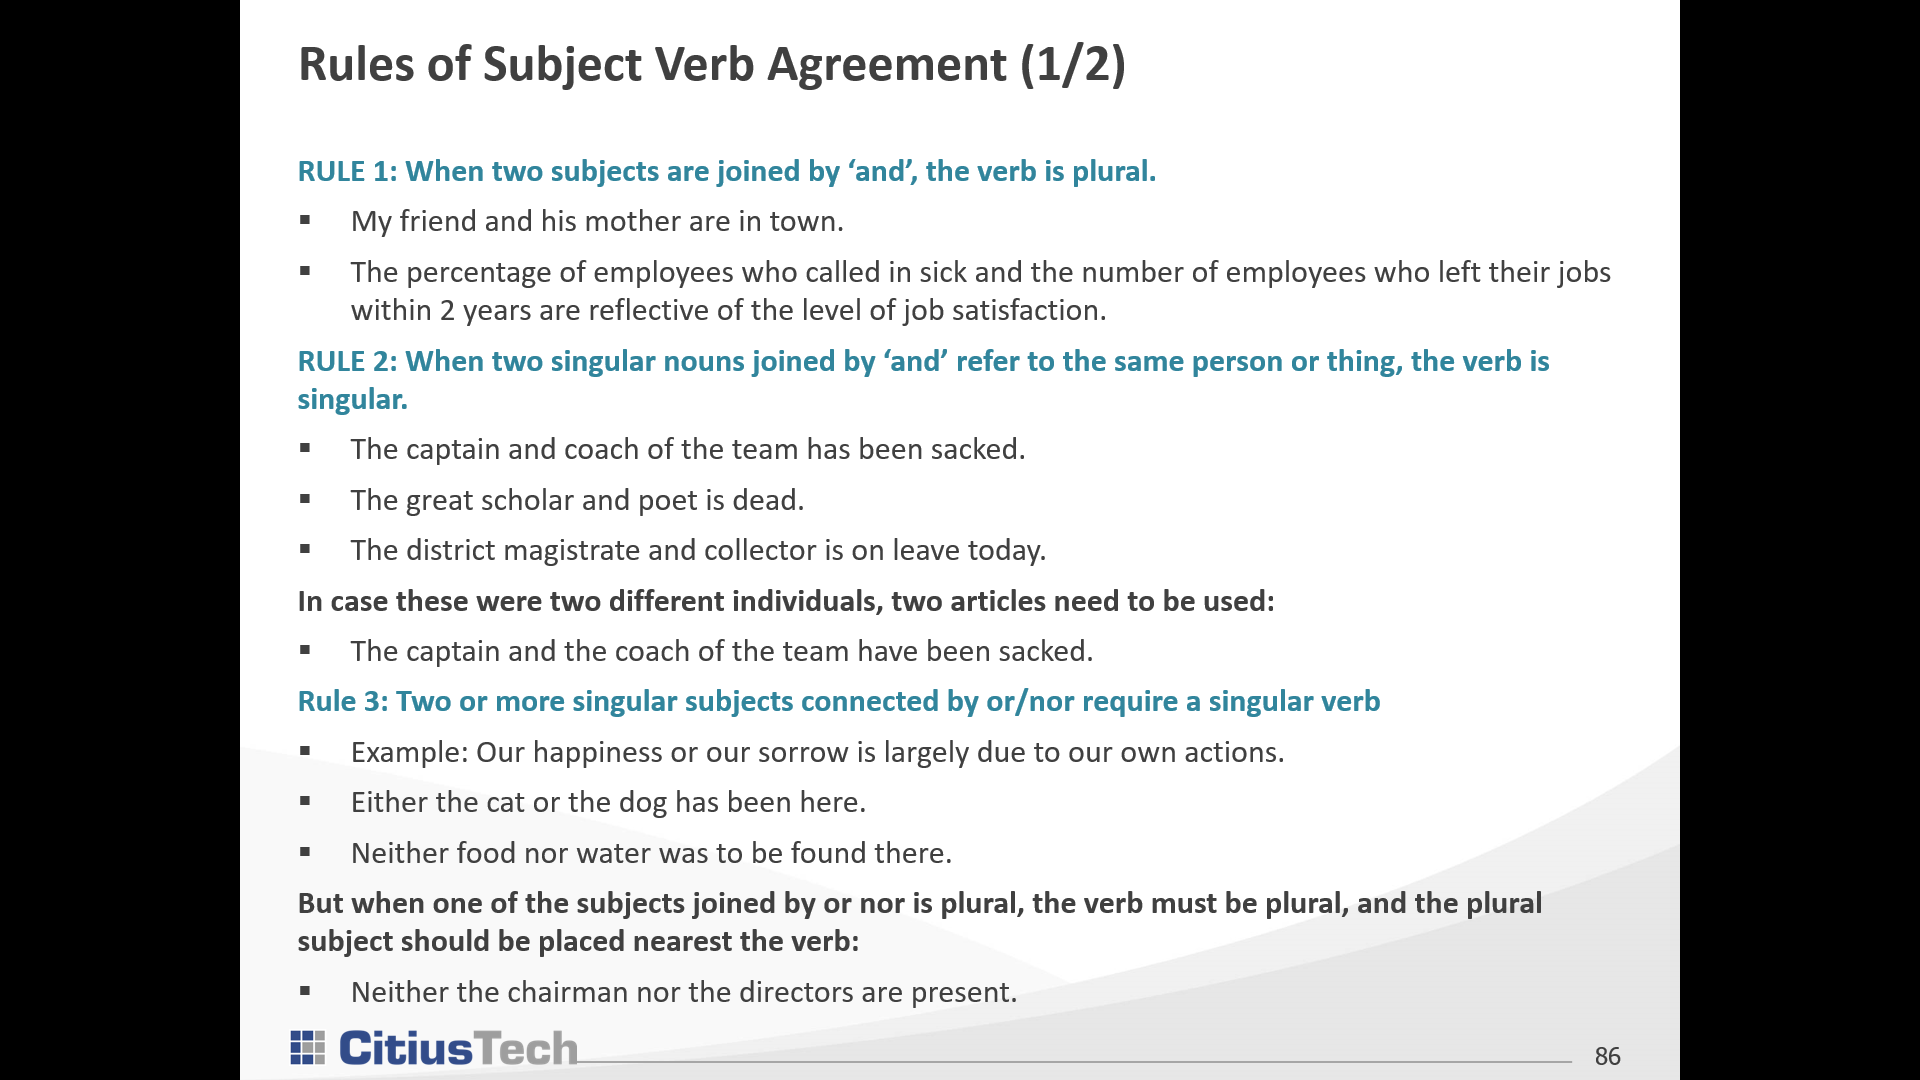 Rules of Subject Verb Agreement (1/2)
RULE 1: When two subjects are joined by ‘and’, the verb is plural.
▪ My friend and his mother are in town.
▪ The percentage of employees who called in sick and the number of employees who left their jobs
within 2 years are reflective of the level of job satisfaction.
RULE 2: When two singular nouns joined by ‘and’ refer to the same person or thing, the verb is
singular.
▪ The captain and coach of the team has been sacked.
▪ The great scholar and poet is dead.
▪ The district magistrate and collector is on leave today.
In case these were two different individuals, two articles need to be used:
▪ The captain and the coach of the team have been sacked.
Rule 3: Two or more singular subjects connected by or/nor require a singular verb
▪ Example: Our happiness or our sorrow is largely due to our own actions.
▪ Either the cat or the dog has been here.
▪ Neither food nor water was to be found there.
But when one of the subjects joined by or nor is plural, the verb must be plural, and the plural
subject should be placed nearest the verb:
▪ Neither the chairman nor the directors are present.
CitiusTech
86